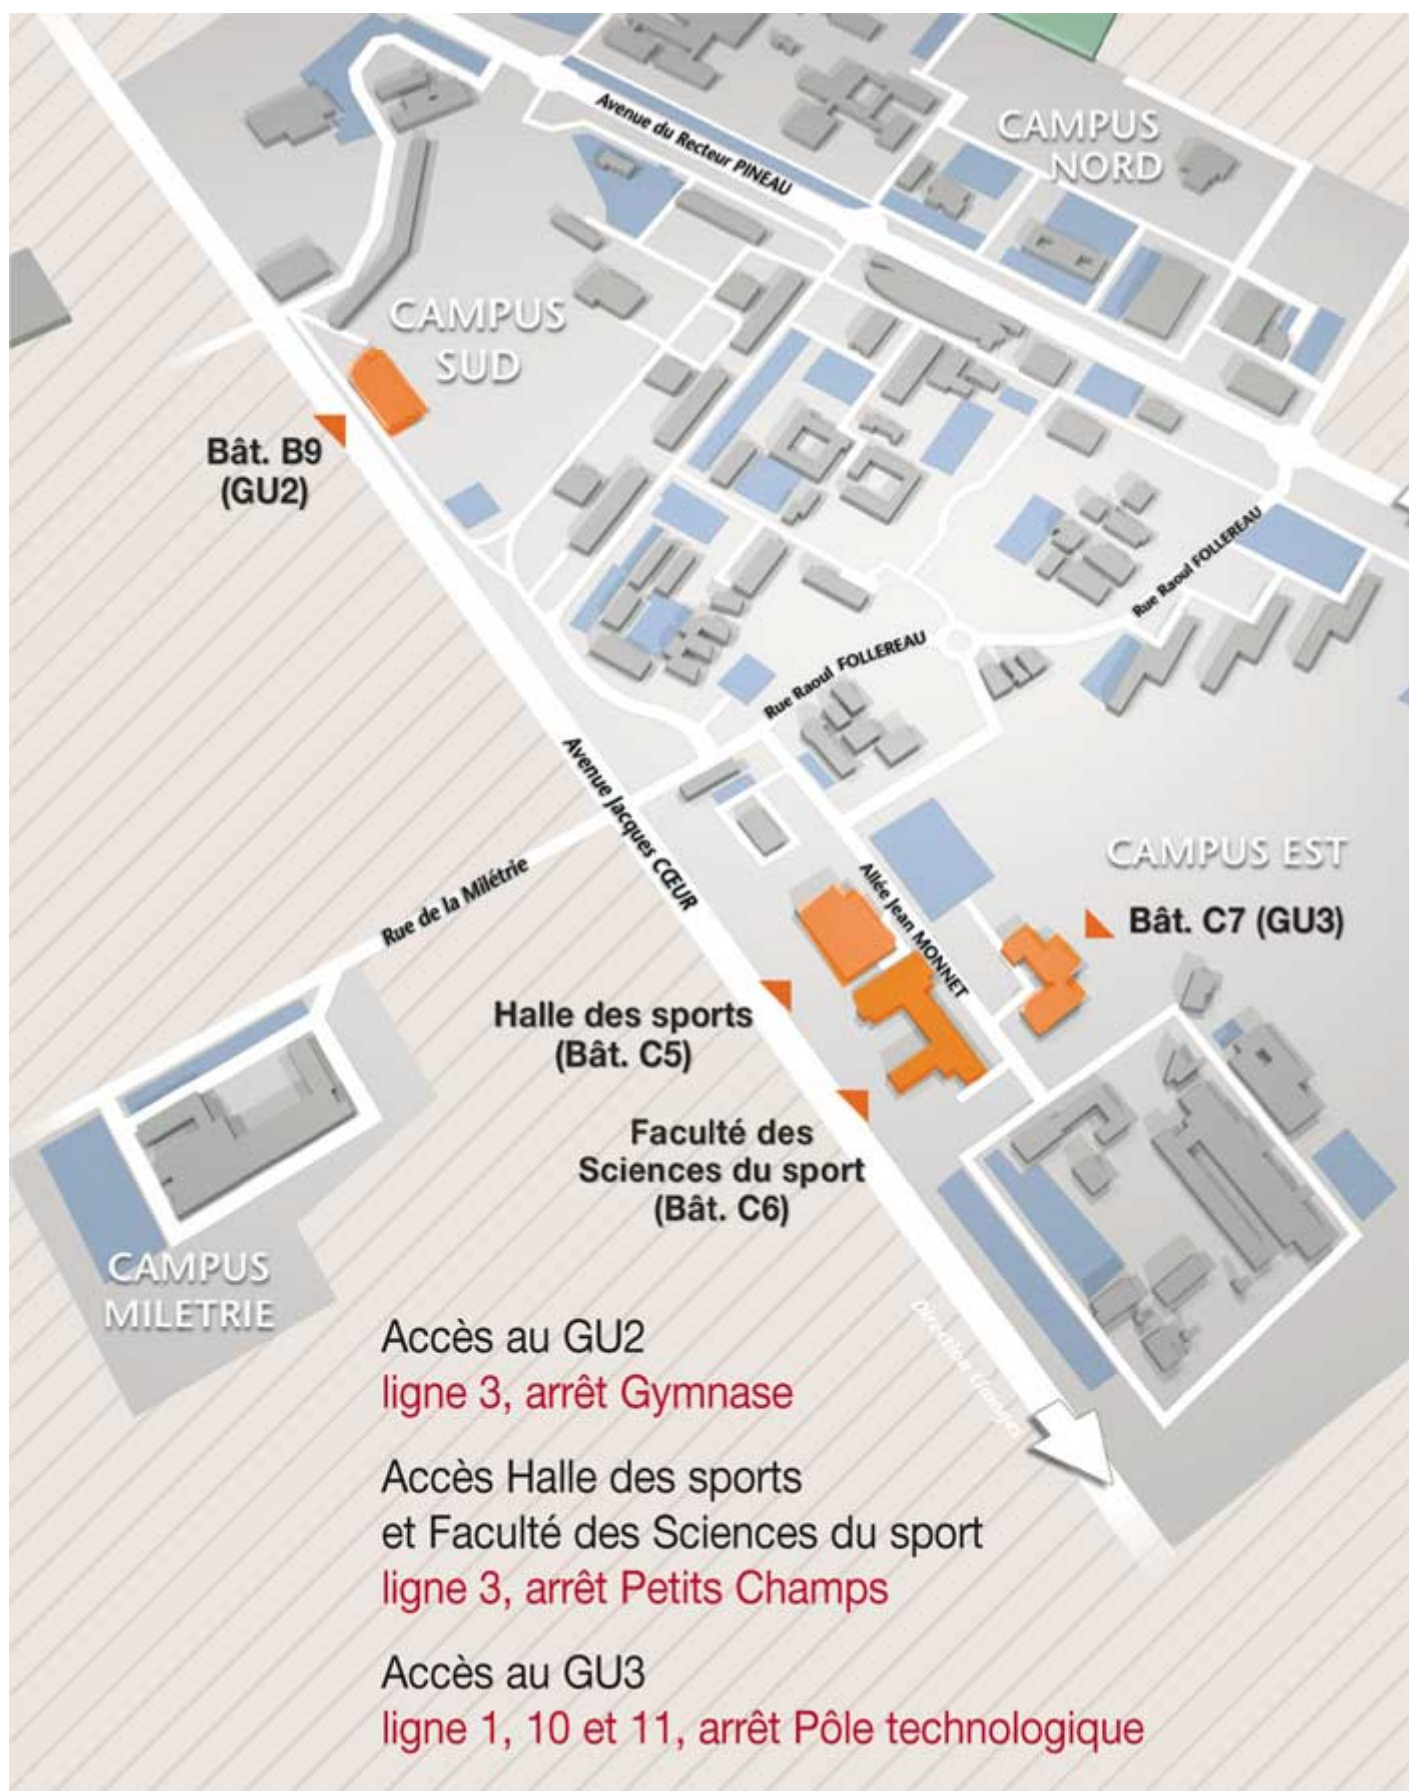 Avenue du Recteur PINEAU
CAMPUS
NORD
CAMPUS
SUD
Bât. B9
(GU2)
Rue Raoul FOLLEREAU
Rue Raoul FOLLEREAU
Avenue Jacques CŒUR
Rue de la Milétrie
Allée Jean MONNET
CAMPUS EST
Bât. C7 (GU3)
Halle des sports
(Bât. C5)
Faculté des
Sciences du sport
(Bât. C6)
CAMPUS
MILETRIE
Direction Limoges
Accès au GU2
ligne 3, arrêt Gymnase
Accès Halle des sports
et Faculté des Sciences du sport
ligne 3, arrêt Petits Champs
Accès au GU3
ligne 1, 10 et 11, arrêt Pôle technologique